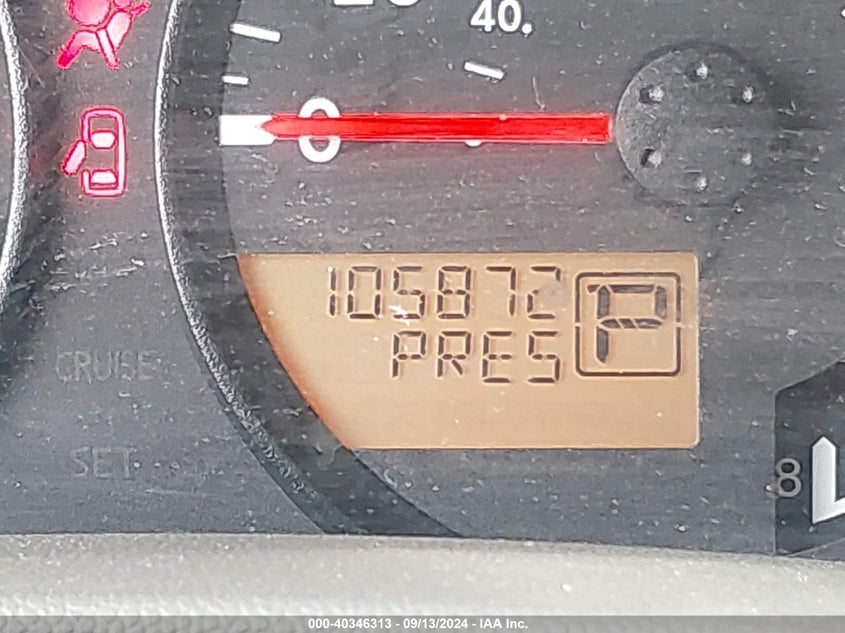 40.
0
105872
P
PRES
CRUISE
SET
8
000-40346313 - 09/13/2024 - IAA Inc.